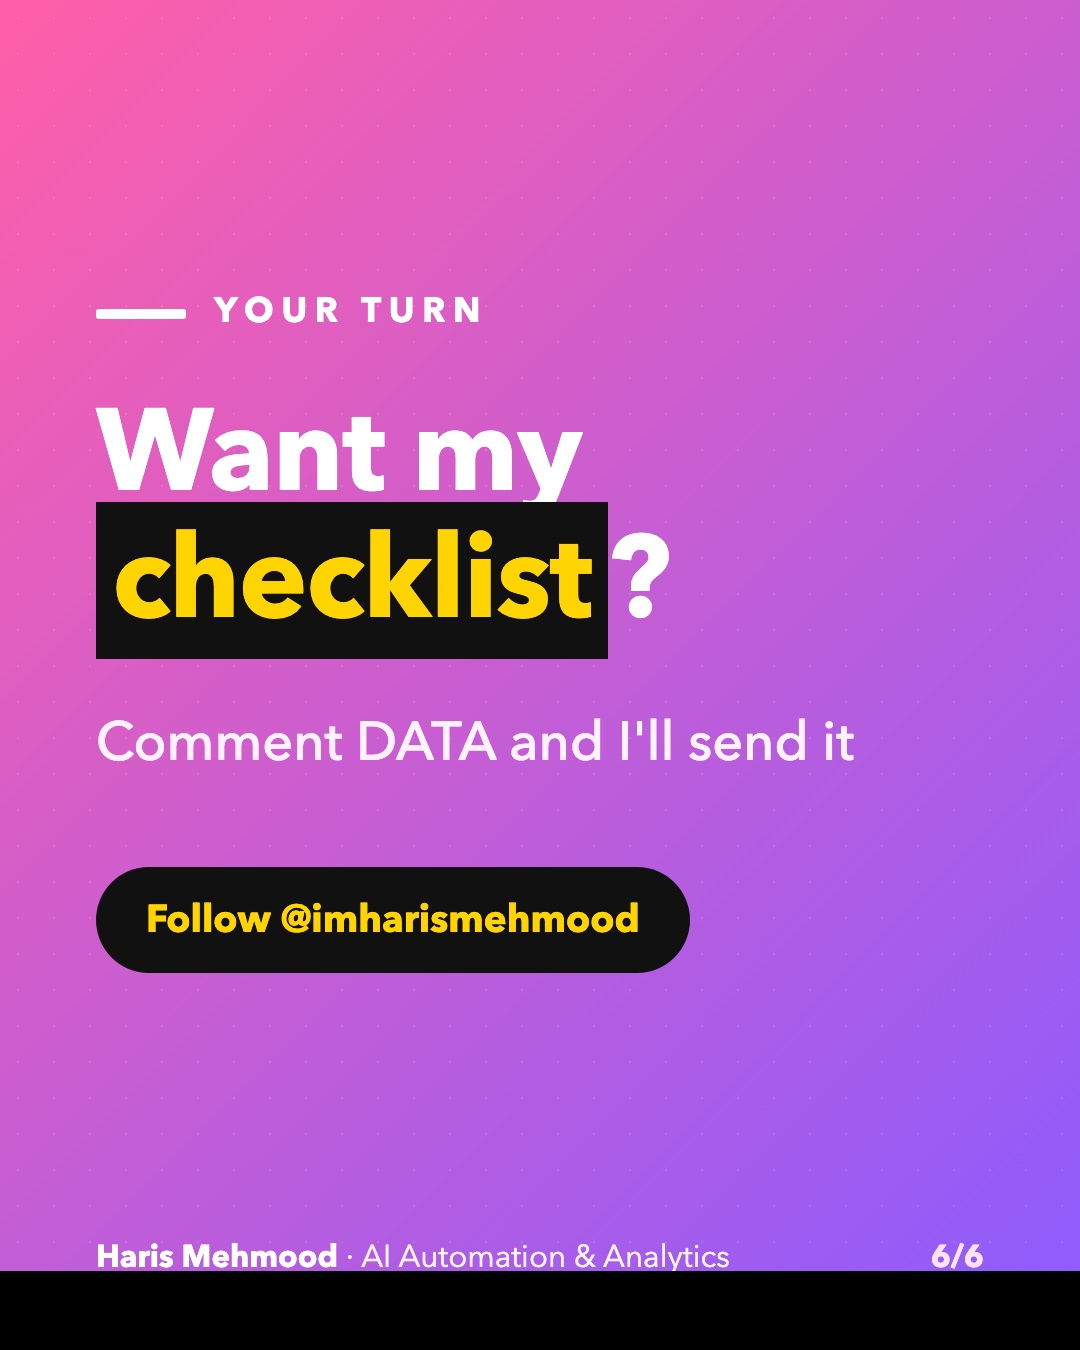 YOUR TURN
Want my
checklist?
Comment DATA and I'll send it
Follow @imharismehmood
Haris Mehmood · AI Automation & Analytics
6/6